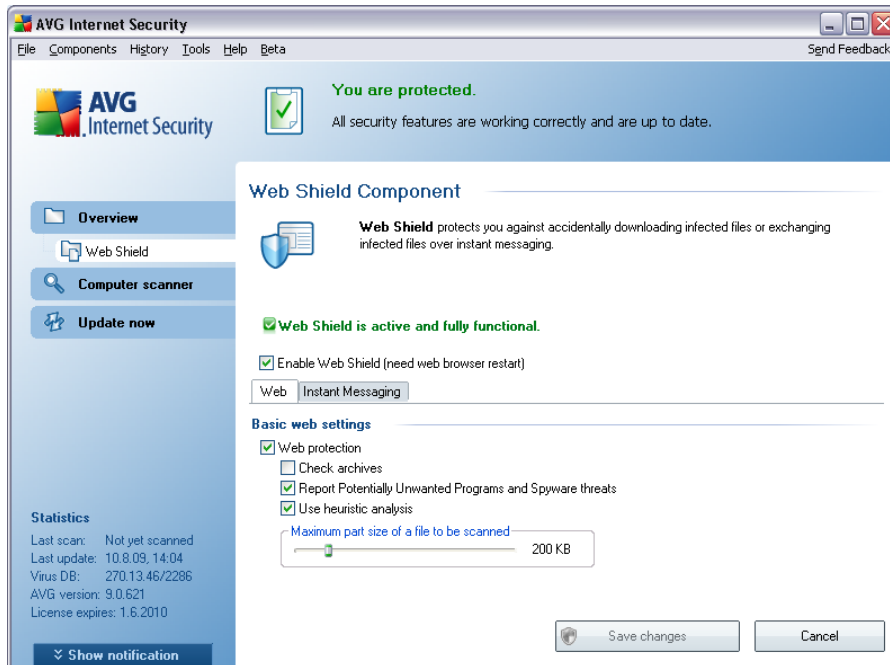 AVG Internet Security
File Components History Tools Help Beta
Send Feedback
AVG
Internet Security
You are protected.
All security features are working correctly and are up to date.
Overview
Web Shield
Computer scanner
Update now
Web Shield Component
Web Shield protects you against accidentally downloading infected files or exchanging
infected files over instant messaging.
Web Shield is active and fully functional.
Enable Web Shield (need web browser restart)
Web
Instant Messaging
Basic web settings
Web protection
Check archives
Report Potentially Unwanted Programs and Spyware threats
Use heuristic analysis
Maximum part size of a file to be scanned
200 KB
Statistics
Last scan: Not yet scanned
Last update: 10.8.09, 14:04
Virus DB: 270.13.46/2286
AVG version: 9.0.621
License expires: 1.6.2010
Show notification
Save changes
Cancel